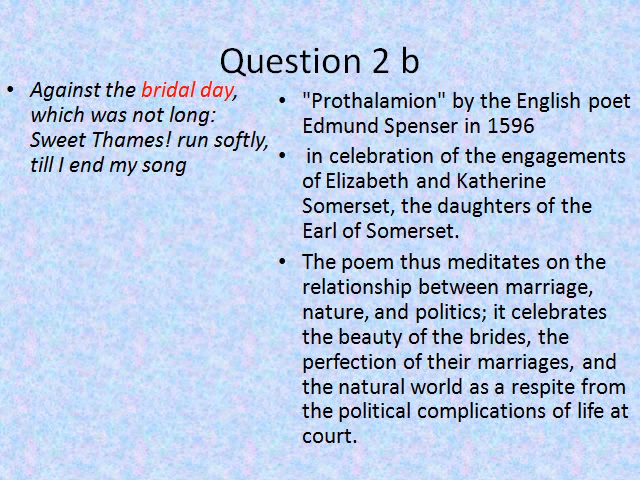 Question 2 b
• Against the bridal day,
which was not long:
Sweet Thames! run softly,
till I end my song
• "Prothalamion" by the English poet
Edmund Spenser in 1596
• in celebration of the engagements
of Elizabeth and Katherine
Somerset, the daughters of the
Earl of Somerset.
• The poem thus meditates on the
relationship between marriage,
nature, and politics; it celebrates
the beauty of the brides, the
perfection of their marriages, and
the natural world as a respite from
the political complications of life at
court.